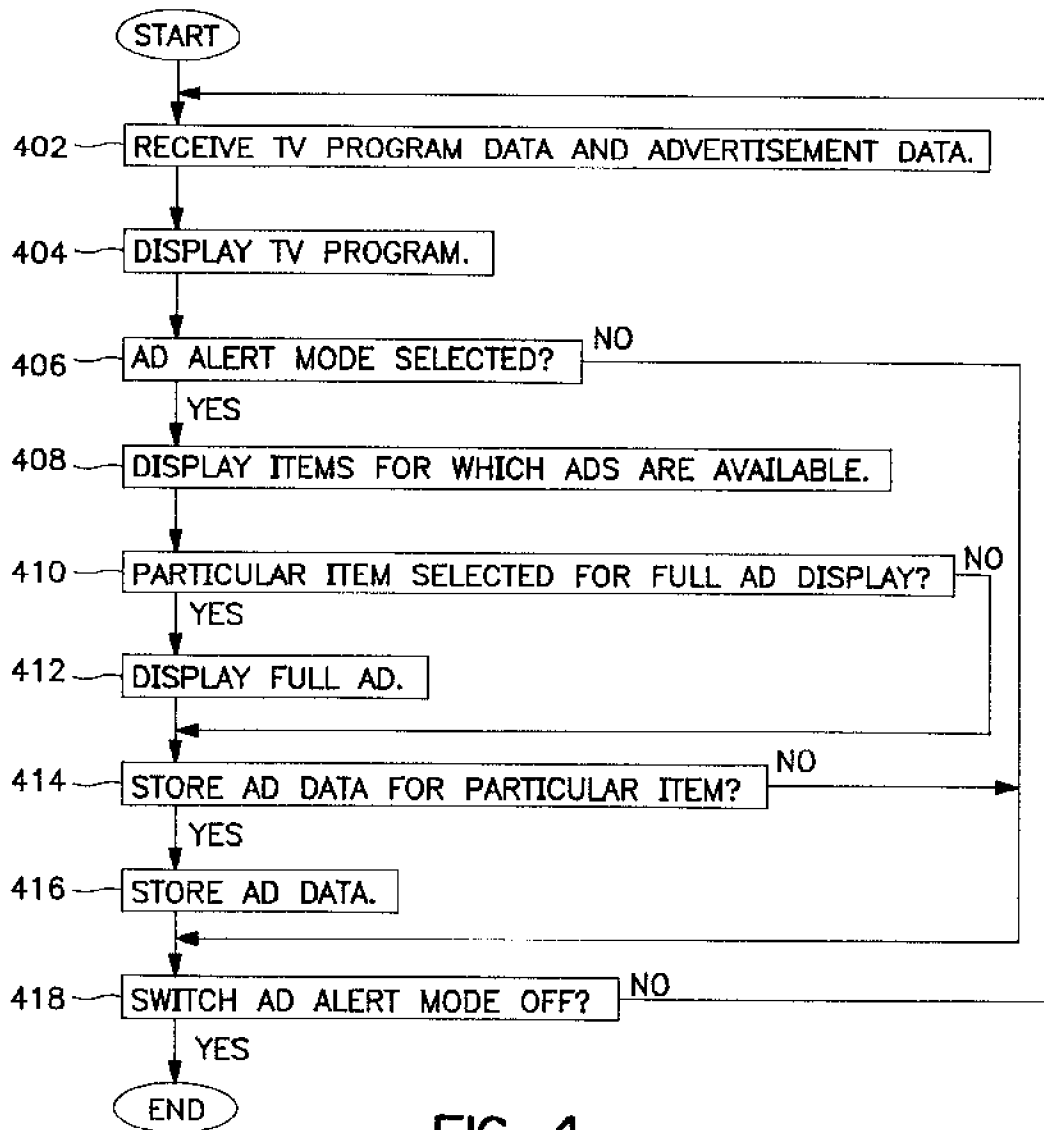 START
402 RECEIVE TV PROGRAM DATA AND ADVERTISEMENT DATA.
404 DISPLAY TV PROGRAM.
406 AD ALERT MODE SELECTED? NO
YES
408 DISPLAY ITEMS FOR WHICH ADS ARE AVAILABLE.
410 PARTICULAR ITEM SELECTED FOR FULL AD DISPLAY? NO
YES
412 DISPLAY FULL AD.
414 STORE AD DATA FOR PARTICULAR ITEM? NO
YES
416 STORE AD DATA.
418 SWITCH AD ALERT MODE OFF? NO
YES
END
FIG. 4